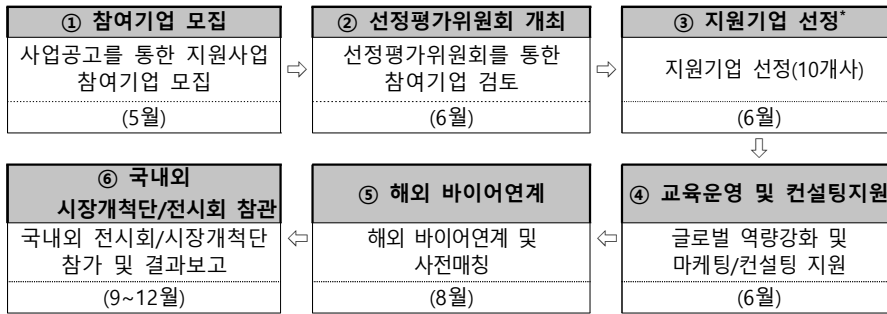 ① 참여기업 모집
사업공고를 통한 지원사업
참여기업 모집
(5월)
② 선정평가위원회 개최
선정평가위원회를 통한
참여기업 검토
(6월)
③ 지원기업 선정*
지원기업 선정(10개사)
(6월)
④ 교육운영 및 컨설팅지원
글로벌 역량강화 및
마케팅/컨설팅 지원
(6월)
⑤ 해외 바이어연계
해외 바이어연계 및
사전매칭
(8월)
⑥ 국내외
시장개척단/전시회 참관
국내외 전시회/시장개척단
참가 및 결과보고
(9~12월)